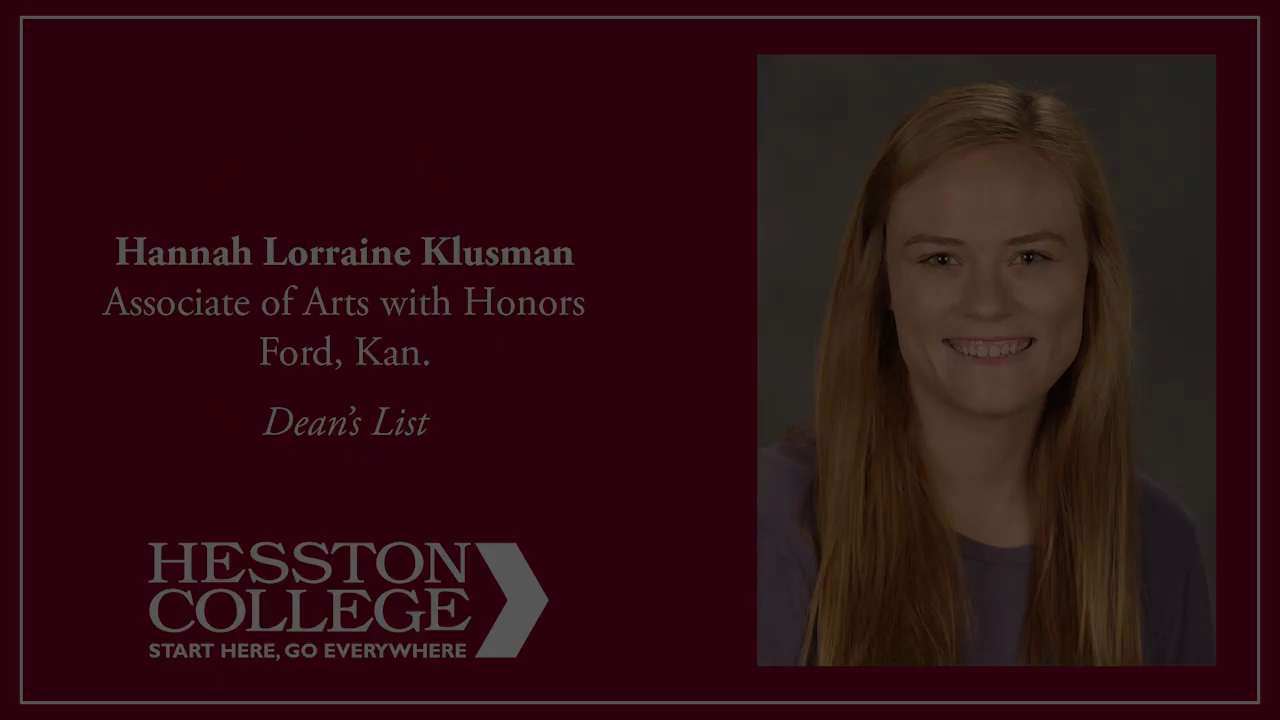 Hannah Lorraine Klusman
Associate of Arts with Honors
Ford, Kan.
Dean’s List
HESSTON
COLLEGE
START HERE, GO EVERYWHERE